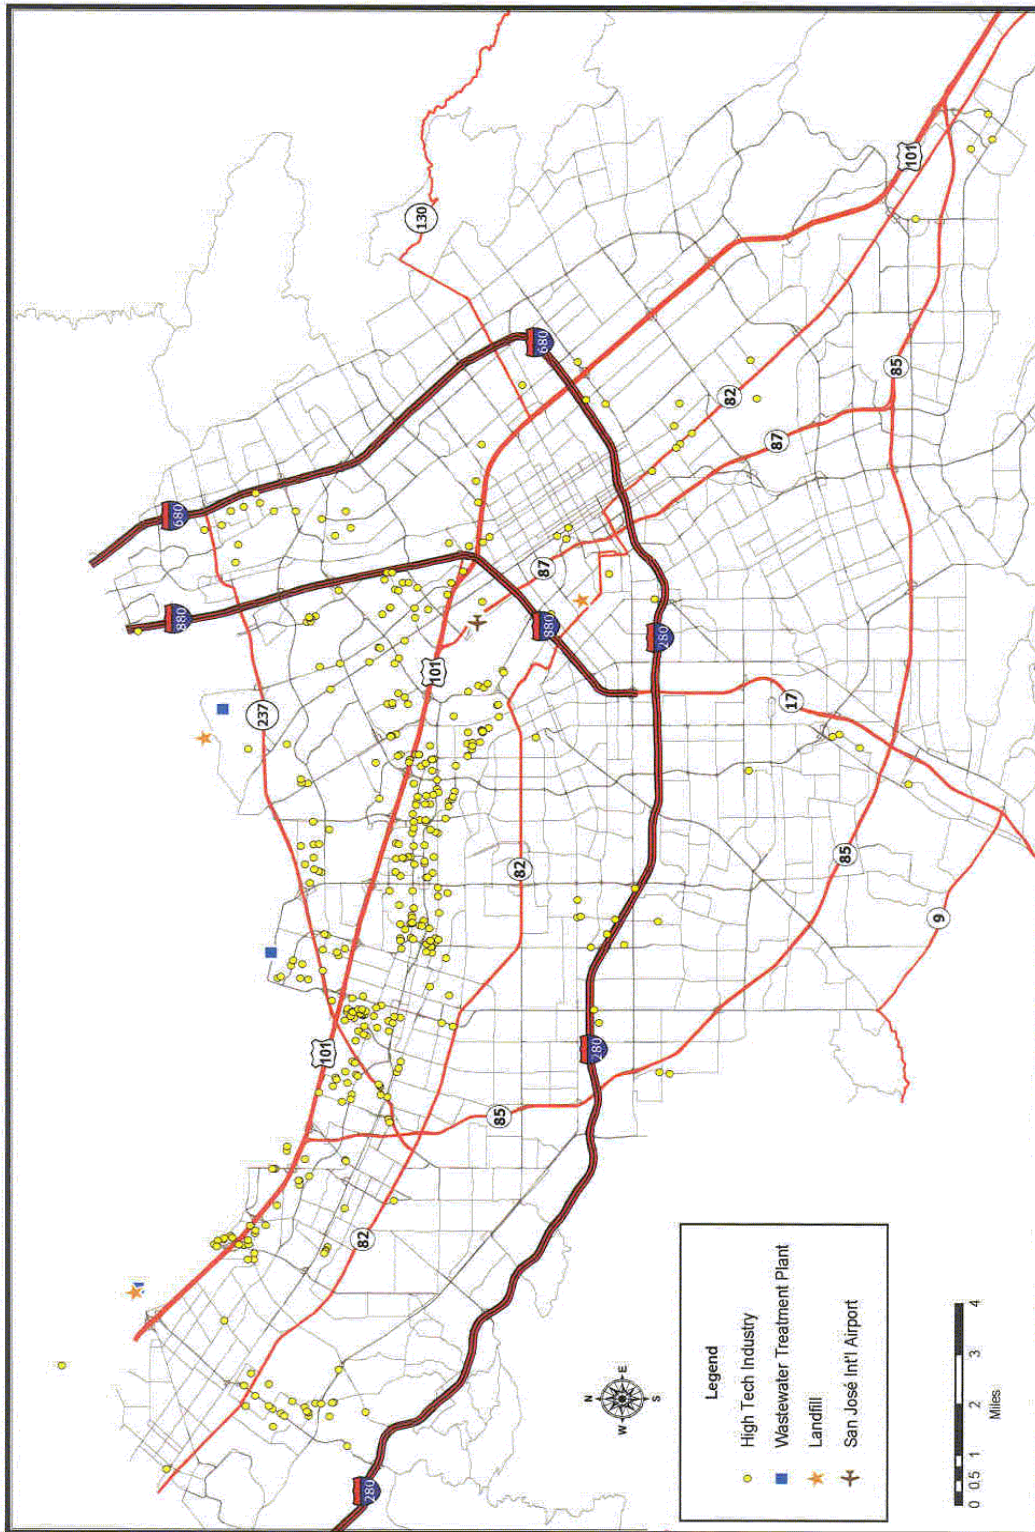 880
680
237
101
82
280
101
130
85
82
87
880
680
280
280
82
87
17
85
85
101
9
N
W E
S
Legend
High Tech Industry
Wastewater Treatment Plant
Landfill
San José Int'l Airport
0 0.5 1 2 3 4
Miles